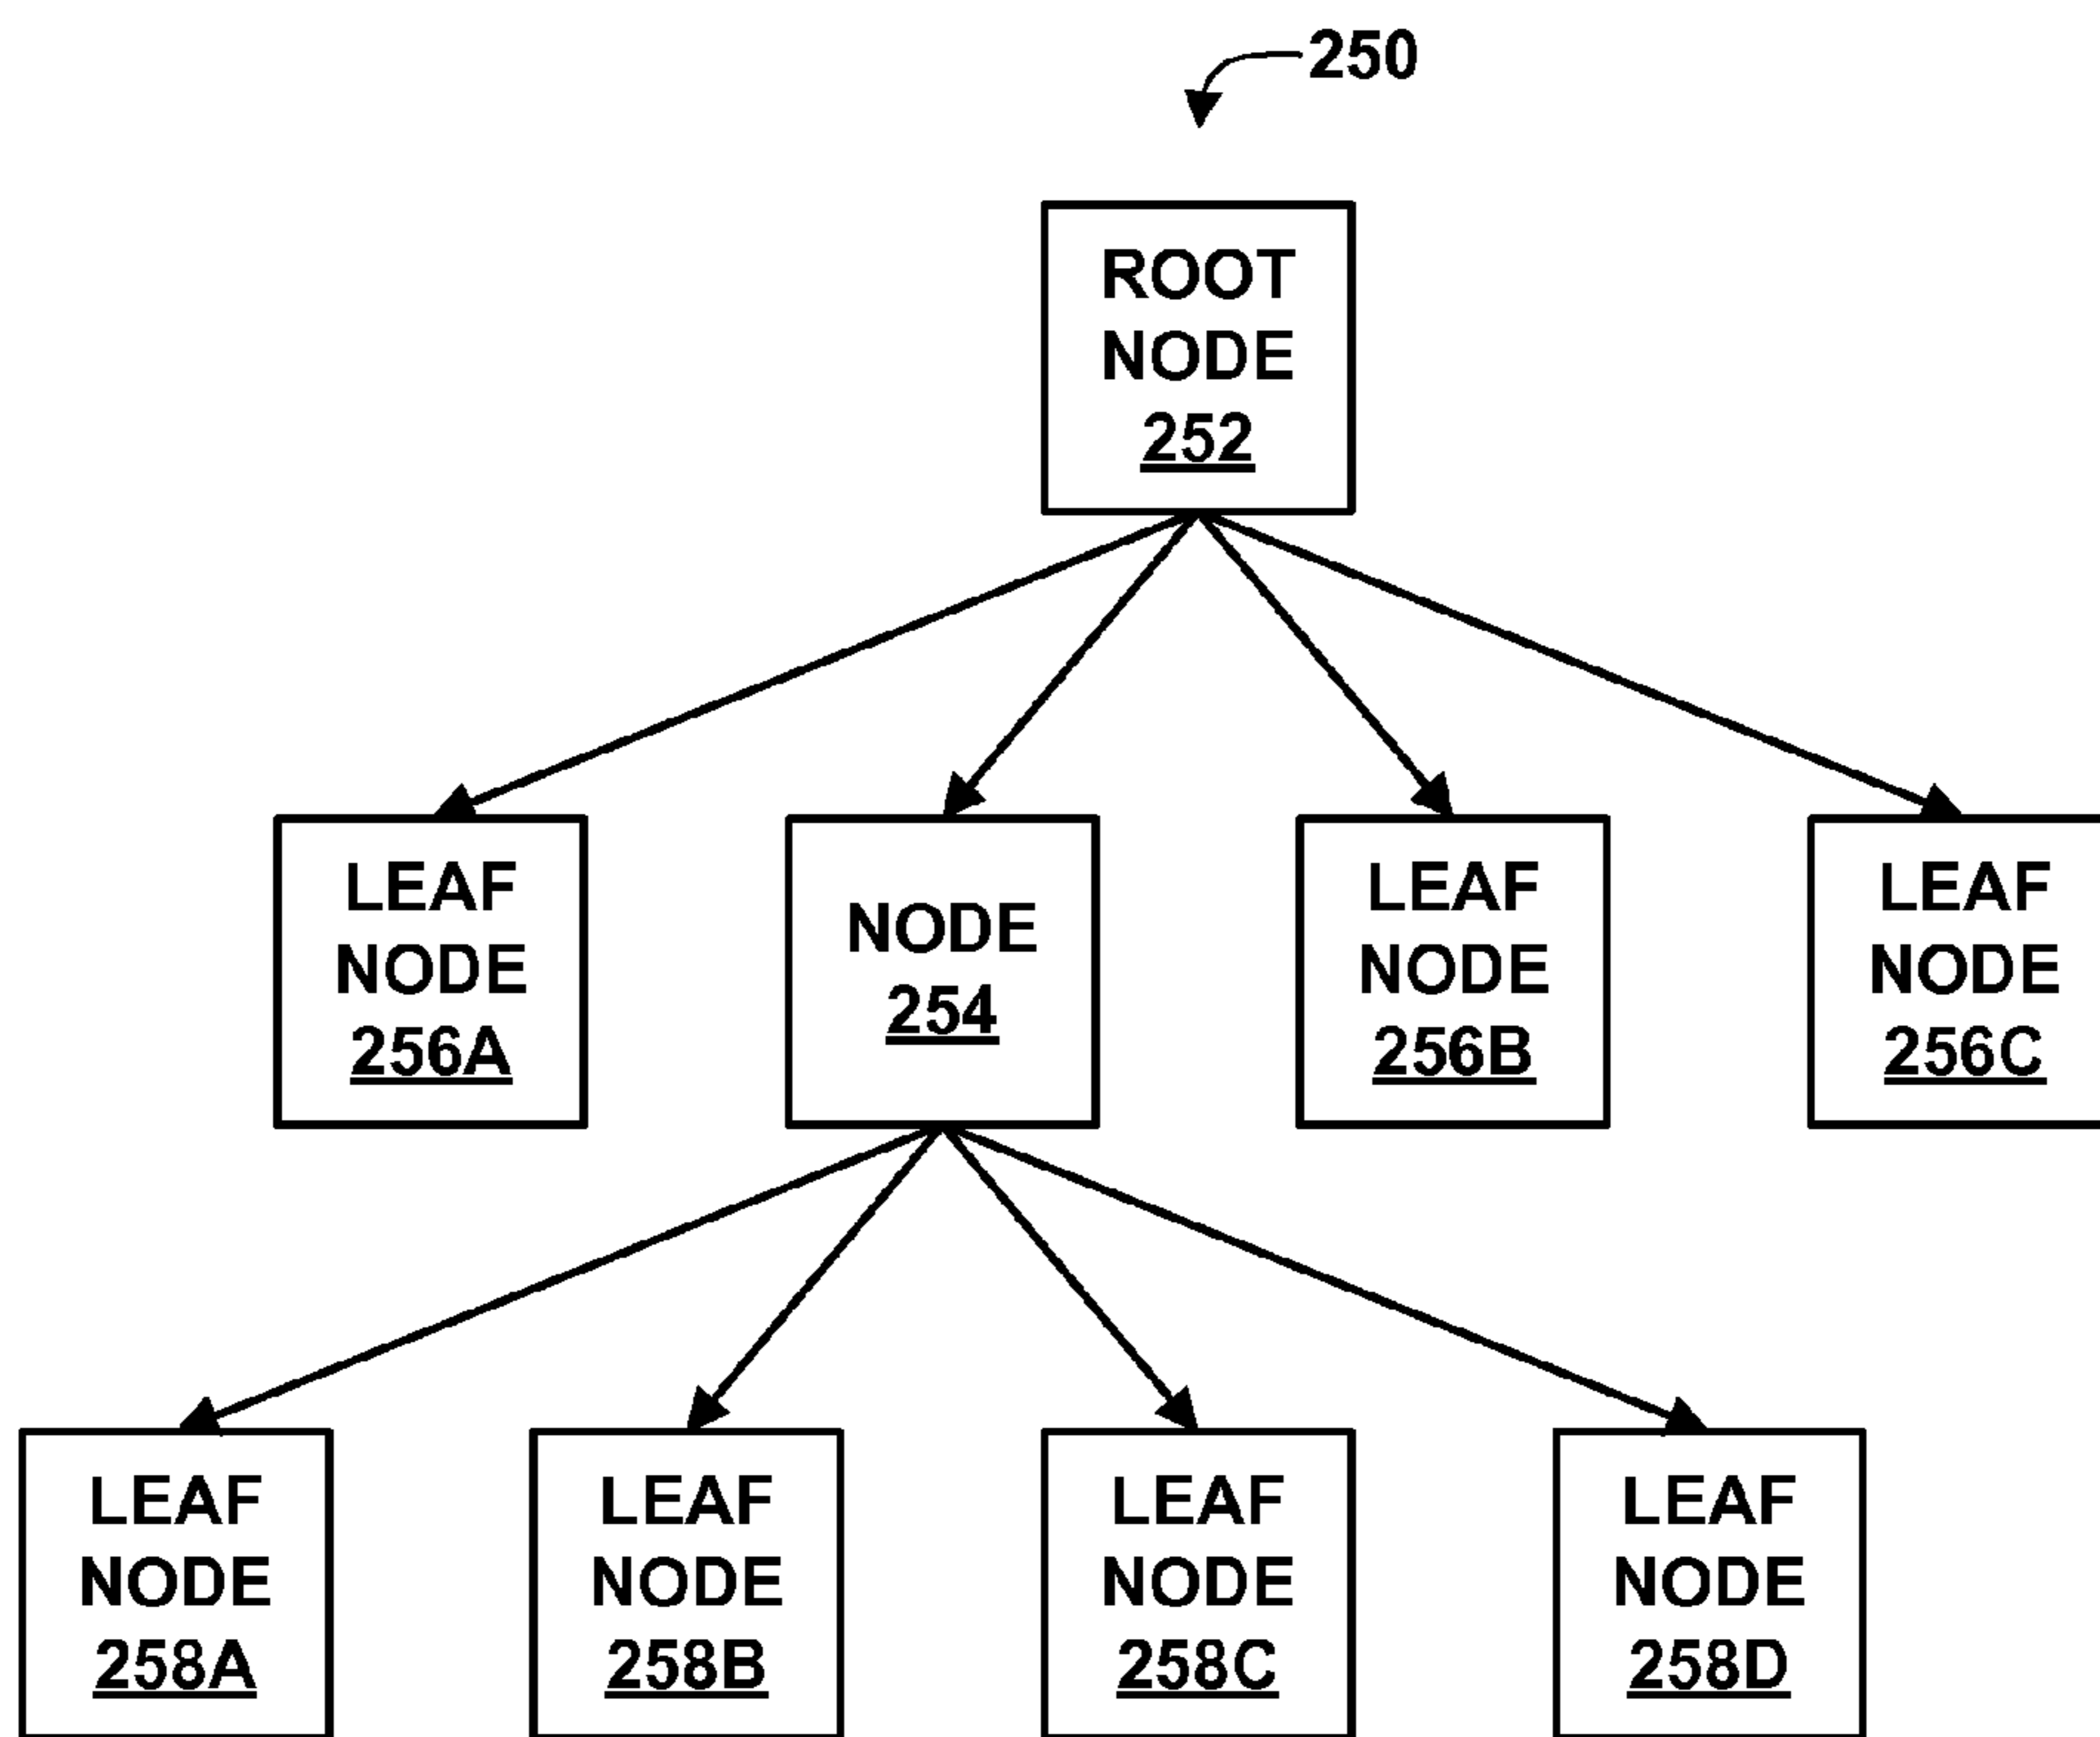 250
ROOT
NODE
252
LEAF
NODE
256A
NODE
254
LEAF
NODE
256B
LEAF
NODE
256C
LEAF
NODE
258A
LEAF
NODE
258B
LEAF
NODE
258C
LEAF
NODE
258D